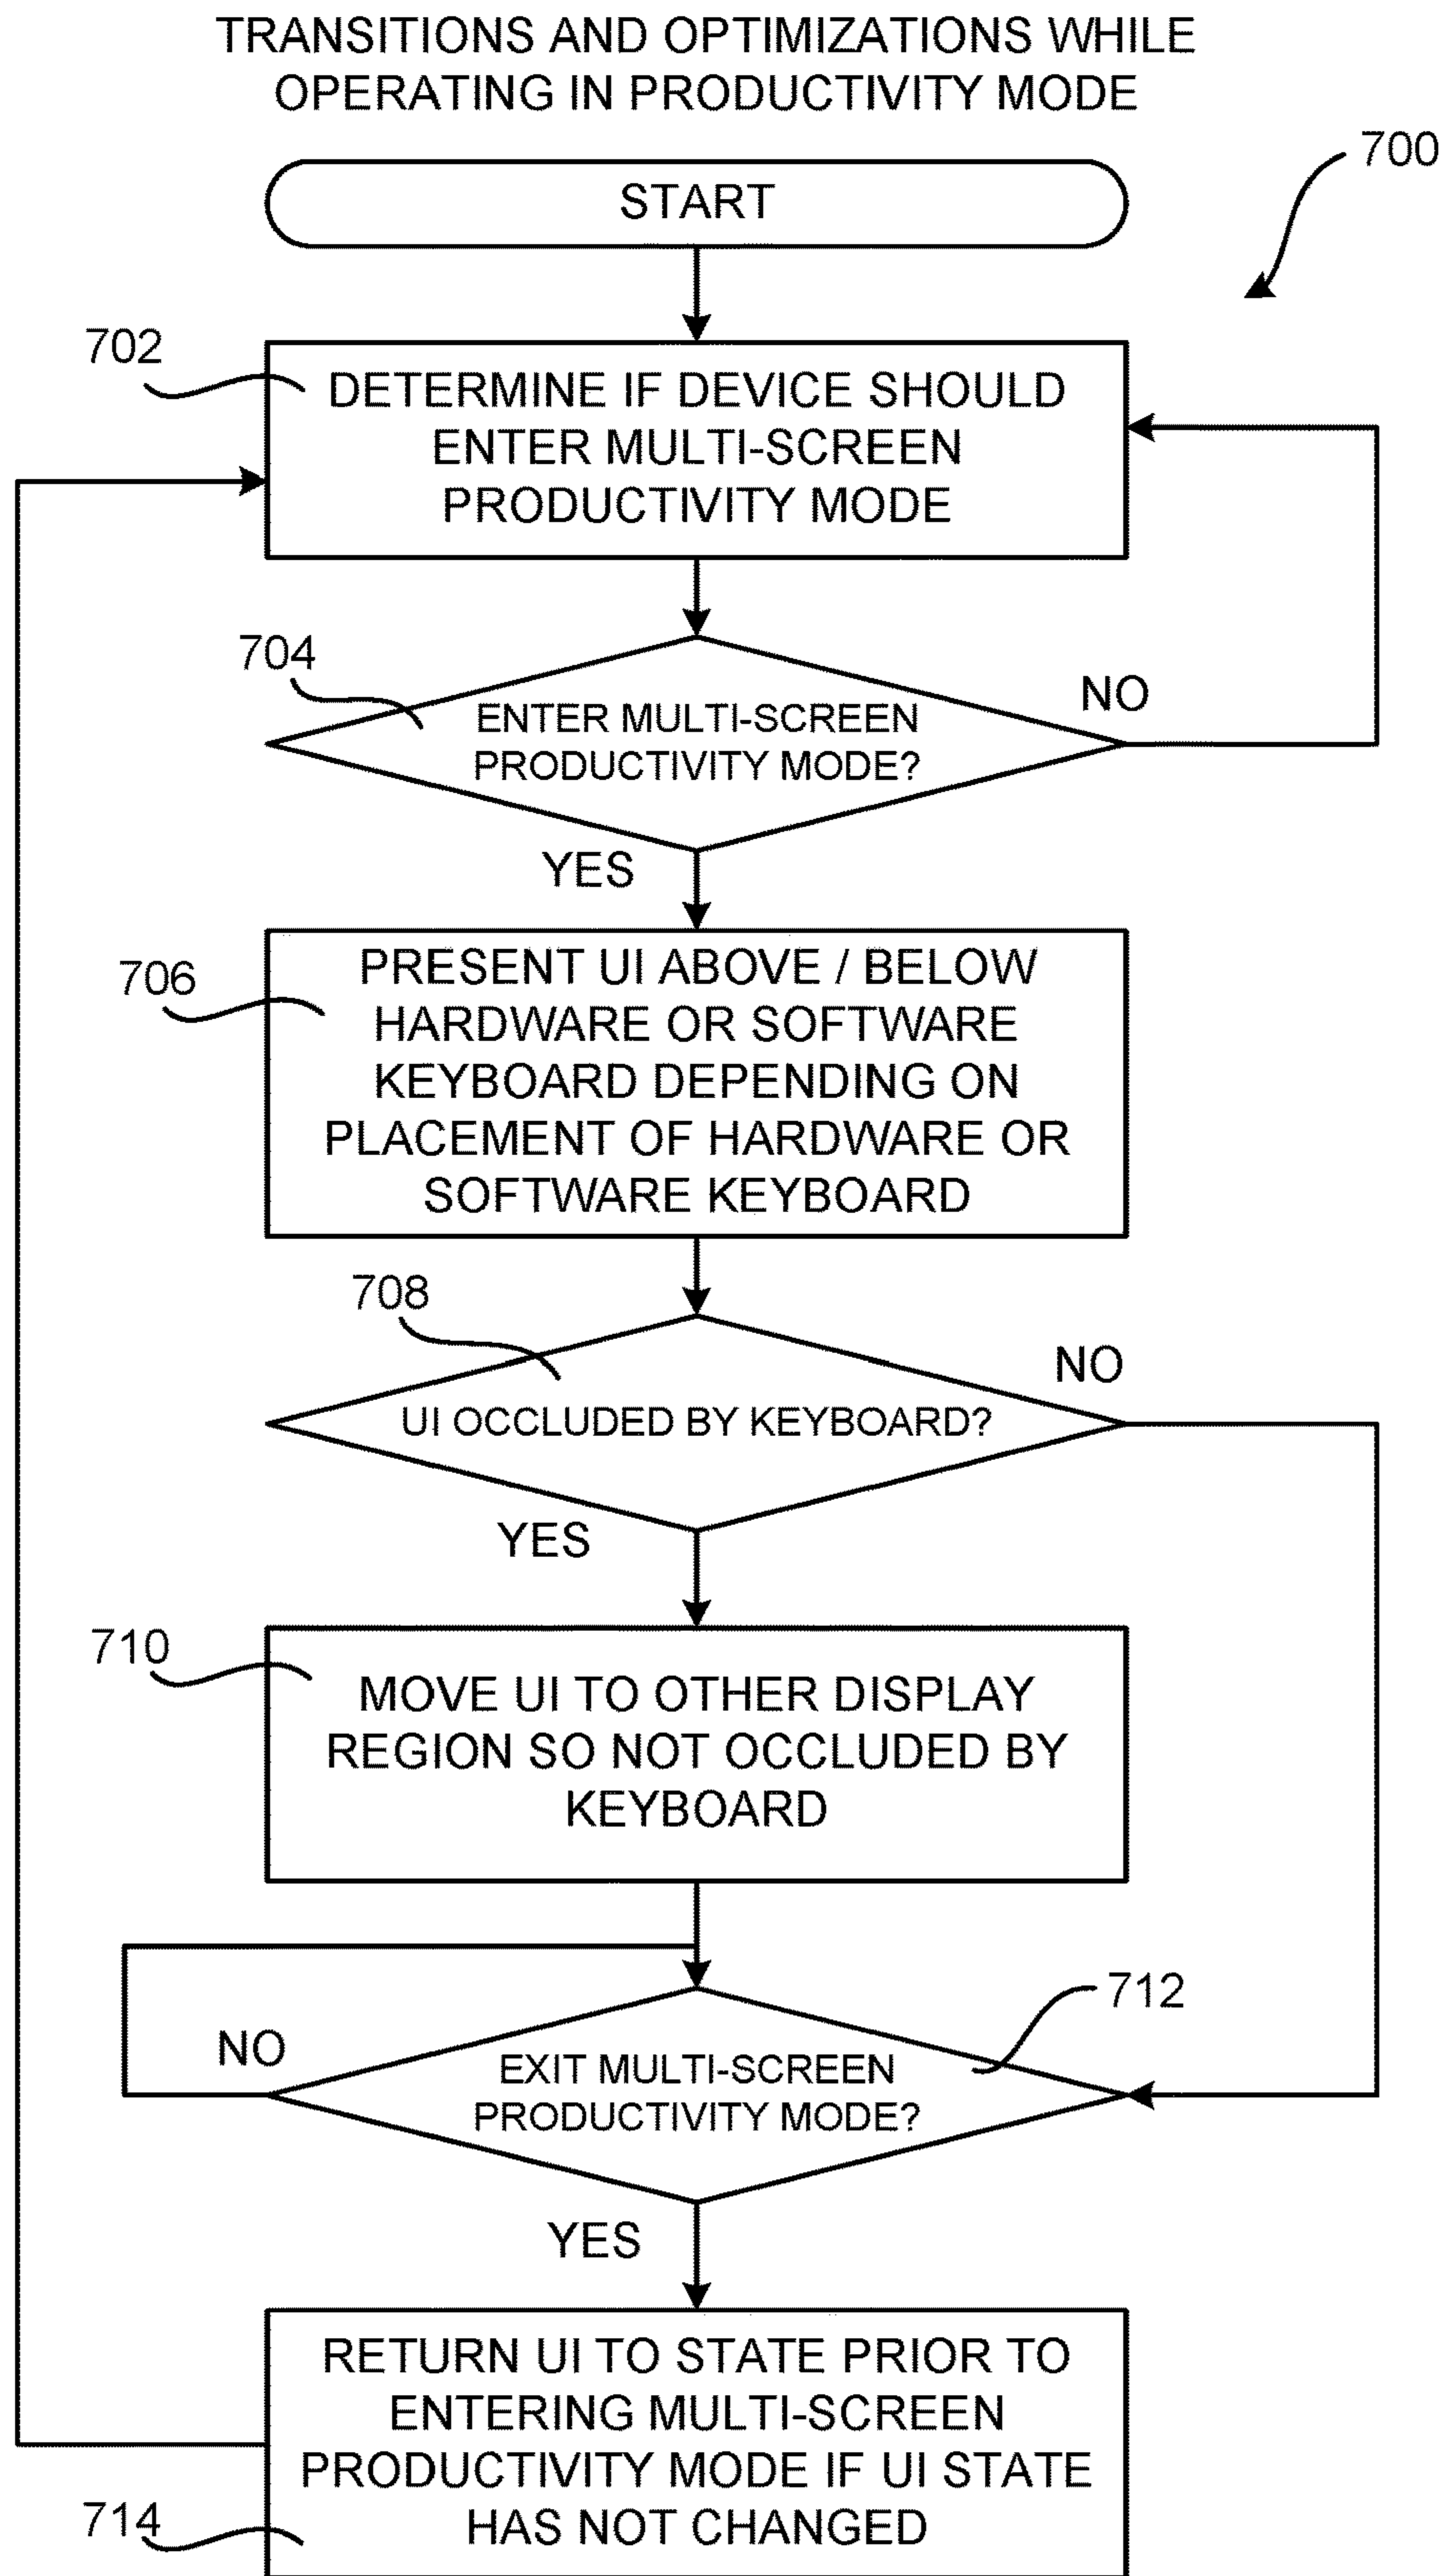 TRANSITIONS AND OPTIMIZATIONS WHILE
OPERATING IN PRODUCTIVITY MODE
700
START
702
DETERMINE IF DEVICE SHOULD
ENTER MULTI-SCREEN
PRODUCTIVITY MODE
704
NO
ENTER MULTI-SCREEN
PRODUCTIVITY MODE?
YES
706
PRESENT UI ABOVE / BELOW
HARDWARE OR SOFTWARE
KEYBOARD DEPENDING ON
PLACEMENT OF HARDWARE OR
SOFTWARE KEYBOARD
708
NO
UI OCCLUDED BY KEYBOARD?
YES
710
MOVE UI TO OTHER DISPLAY
REGION SO NOT OCCLUDED BY
KEYBOARD
712
NO
EXIT MULTI-SCREEN
PRODUCTIVITY MODE?
YES
RETURN UI TO STATE PRIOR TO
ENTERING MULTI-SCREEN
PRODUCTIVITY MODE IF UI STATE
HAS NOT CHANGED
714